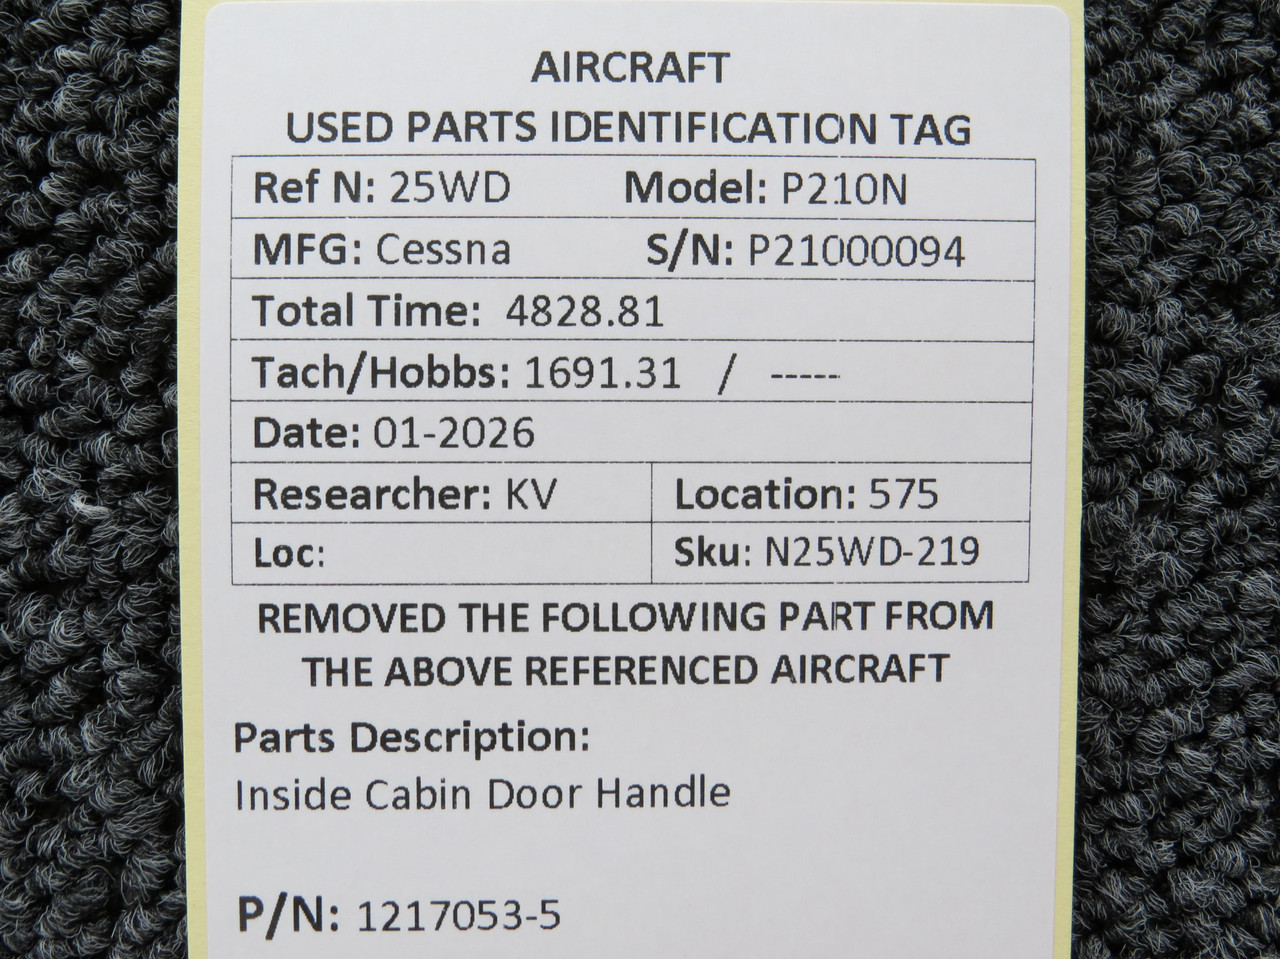 AIRCRAFT
USED PARTS IDENTIFICATION TAG
Ref N: 25WD Model: P210N
MFG: Cessna S/N: P21000094
Total Time: 4828.81
Tach/Hobbs: 1691.31 / -----
Date: 01-2026
Researcher: KV Location: 575
Loc: Sku: N25WD-219
REMOVED THE FOLLOWING PART FROM
THE ABOVE REFERENCED AIRCRAFT
Parts Description:
Inside Cabin Door Handle
P/N: 1217053-5